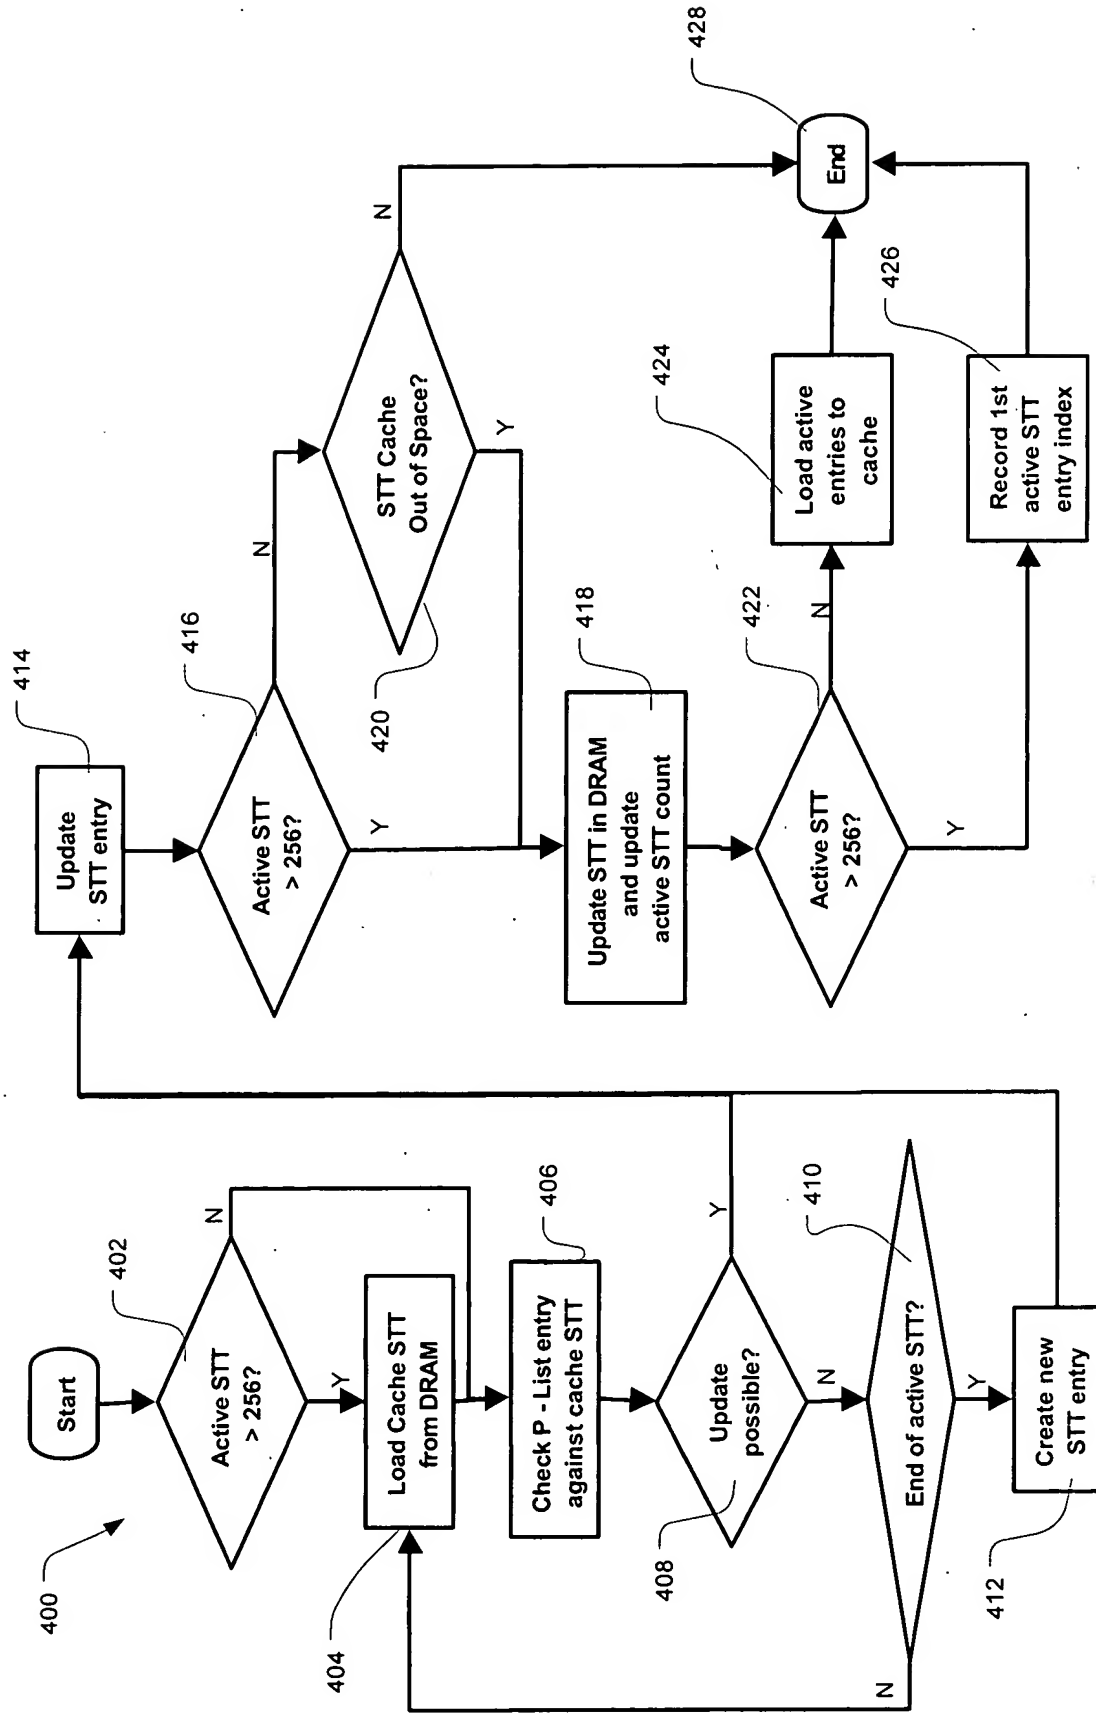 400
Start
402
Active STT
> 256?
N
Y
404
Load Cache STT
from DRAM
406
Check P - List entry
against cache STT
408
Update
possible?
Y
N
410
End of active STT?
N
Y
412
Create new
STT entry
414
Update
STT entry
416
Active STT
> 256?
N
Y
420
STT Cache
Out of Space?
N
Y
418
Update STT in DRAM
and update
active STT count
422
Active STT
> 256?
N
Y
424
Load active
entries to
cache
426
Record 1st
active STT
entry index
428
End